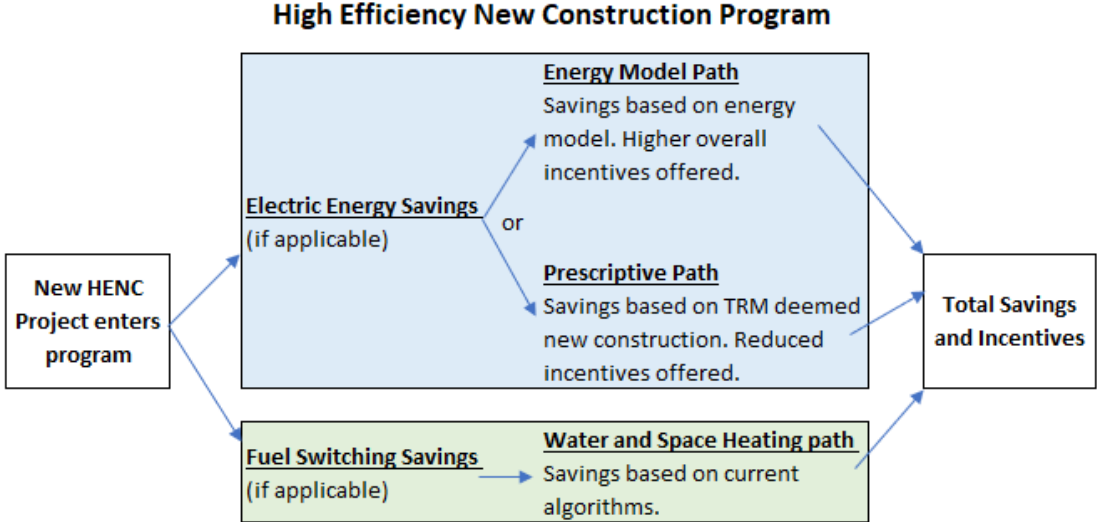 High Efficiency New Construction Program
New HENC
Project enters
program
Electric Energy Savings
(if applicable)
or
Energy Model Path
Savings based on energy
model. Higher overall
incentives offered.
Prescriptive Path
Savings based on TRM deemed
new construction. Reduced
incentives offered.
Fuel Switching Savings
(if applicable)
Water and Space Heating path
Savings based on current
algorithms.
Total Savings
and Incentives